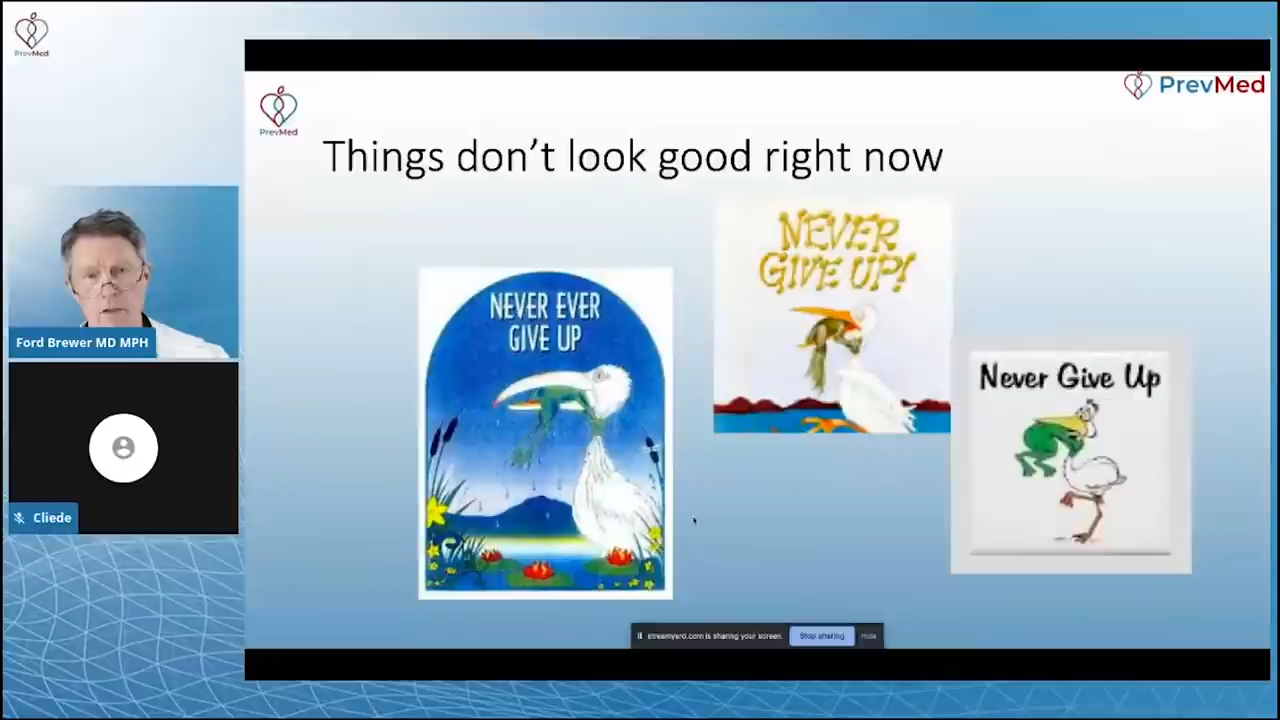 PrevMed
PrevMed
PrevMed
Things don’t look good right now
NEVER
GIVE UP!
NEVER EVER
GIVE UP
Never Give Up
Ford Brewer MD MPH
Cliede
streamyard.com is sharing your screen.
Stop sharing
Hide